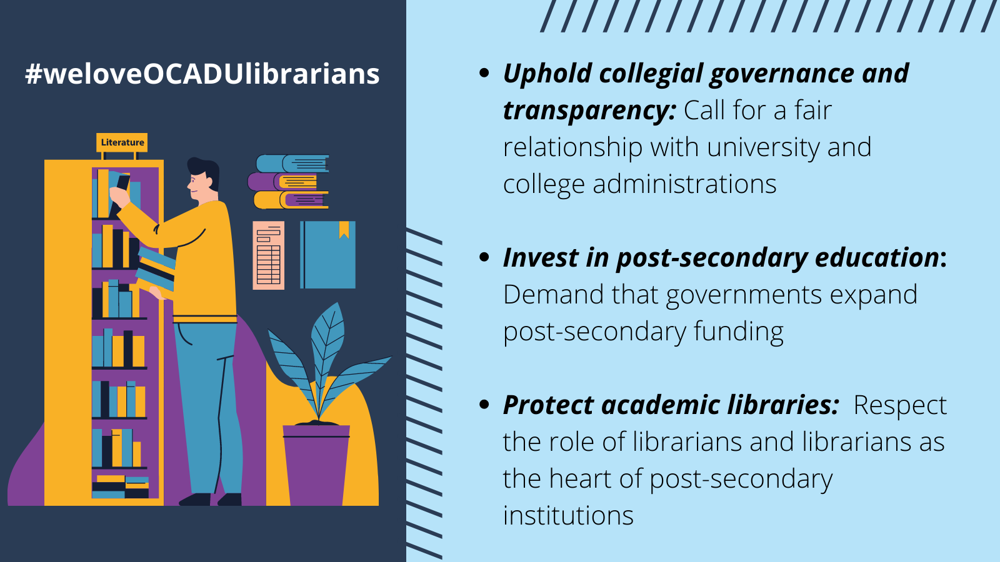 #weloveOCADUlibrarians
Literature
• Uphold collegial governance and
transparency: Call for a fair
relationship with university and
college administrations
• Invest in post-secondary education:
Demand that governments expand
post-secondary funding
• Protect academic libraries:  Respect
the role of librarians and librarians as
the heart of post-secondary
institutions